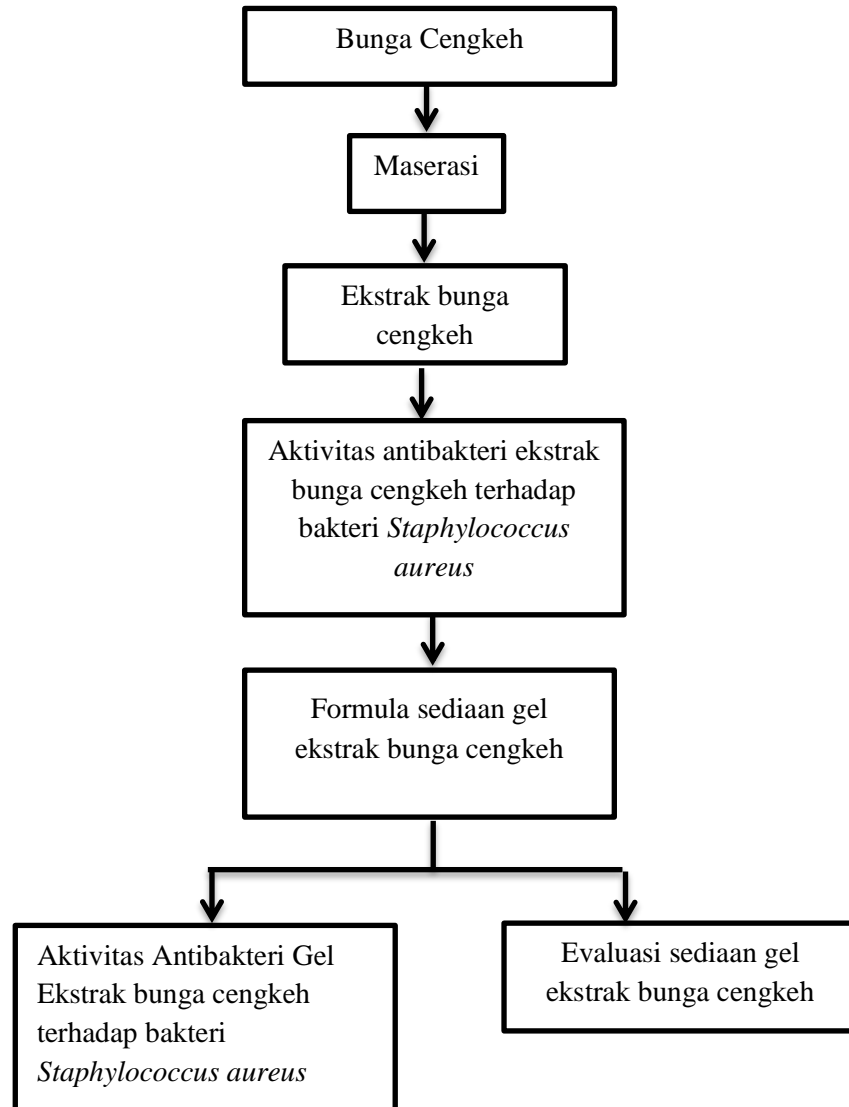 Bunga Cengkeh
Maserasi
Ekstrak bunga
cengkeh
Aktivitas antibakteri ekstrak
bunga cengkeh terhadap
bakteri Staphylococcus
aureus
Formula sediaan gel
ekstrak bunga cengkeh
Aktivitas Antibakteri Gel
Ekstrak bunga cengkeh
terhadap bakteri
Staphylococcus aureus
Evaluasi sediaan gel
ekstrak bunga cengkeh